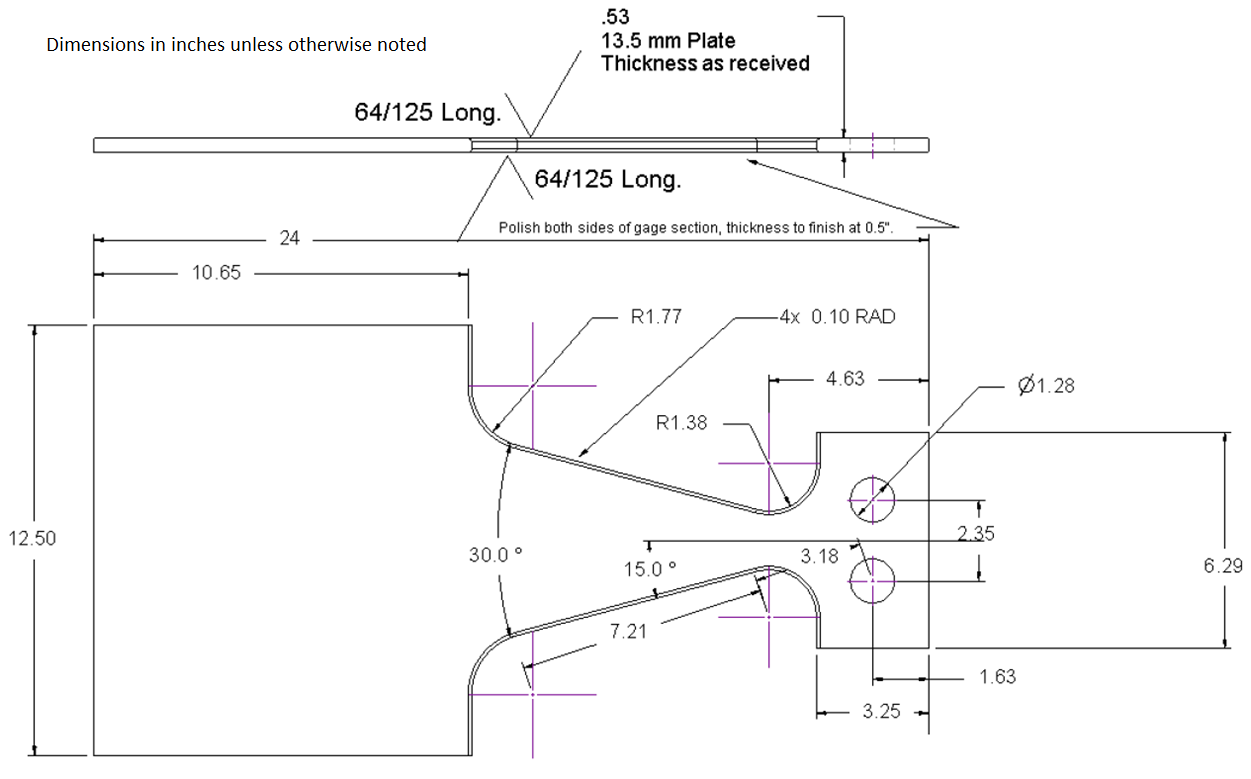 .53
Dimensions in inches unless otherwise noted
13.5 mm Plate
Thickness as received
64/125 Long.
64/125 Long.
Polish both sides of gage section, thickness to finish at 0.5".
24
10.65
R1.77
4x 0.10 RAD
4.63
Ø1.28
R1.38
12.50
30.0 °
15.0 °
3.18
2.35
6.29
7.21
1.63
3.25